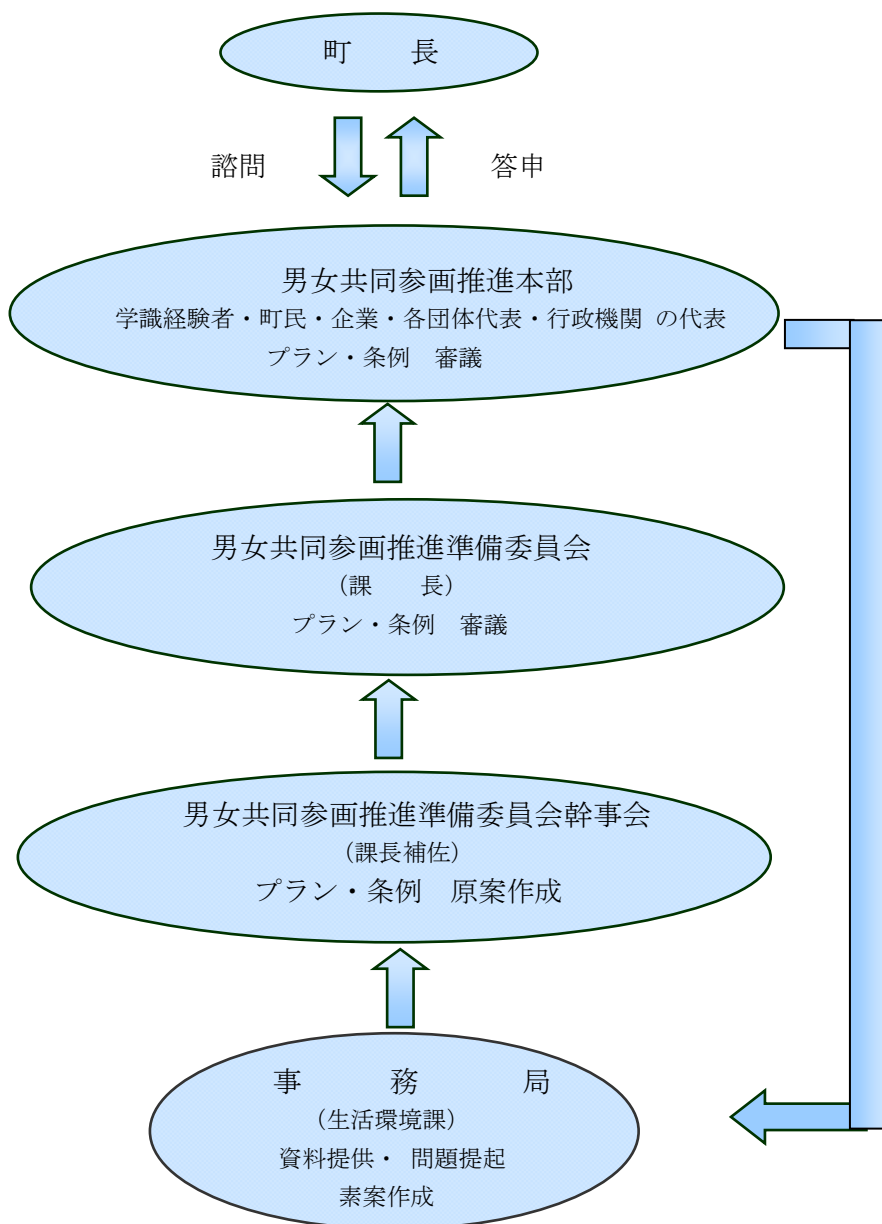 町　　長
諮問
答申
男女共同参画推進本部
学識経験者・町民・企業・各団体代表・行政機関 の代表
プラン・条例　審議
男女共同参画推進準備委員会
（課　　長）
プラン・条例　審議
男女共同参画推進準備委員会幹事会
(課長補佐)
プラン・条例　原案作成
事　　　務　　　局
(生活環境課)
資料提供・ 問題提起
素案作成